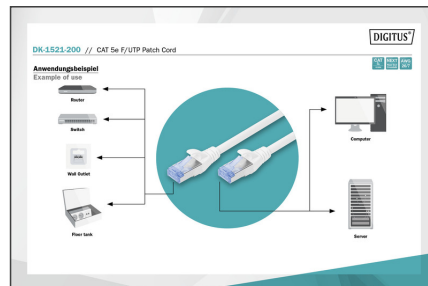 DIGITUS®
DK-1521-200 // CAT 5e F/UTP Patch Cord
Anwendungsbeispiel
Example of use
Router
Switch
Wall Outlet
Floor tank
Computer
Server